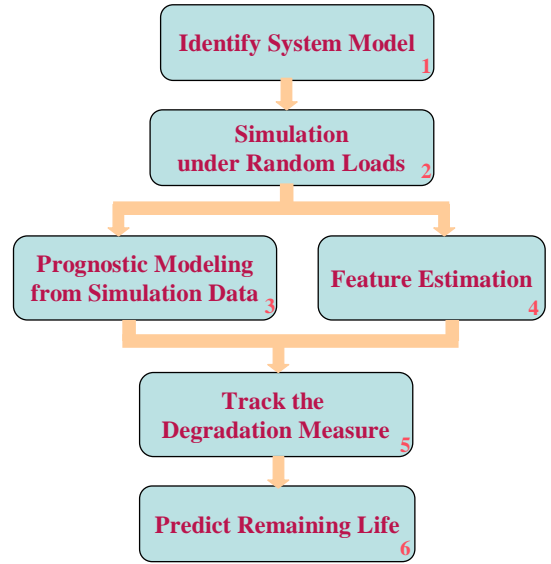 Identify System Model
1
Simulation
under Random Loads
2
Prognostic Modeling
from Simulation Data
3
Feature Estimation
4
Track the
Degradation Measure
5
Predict Remaining Life
6